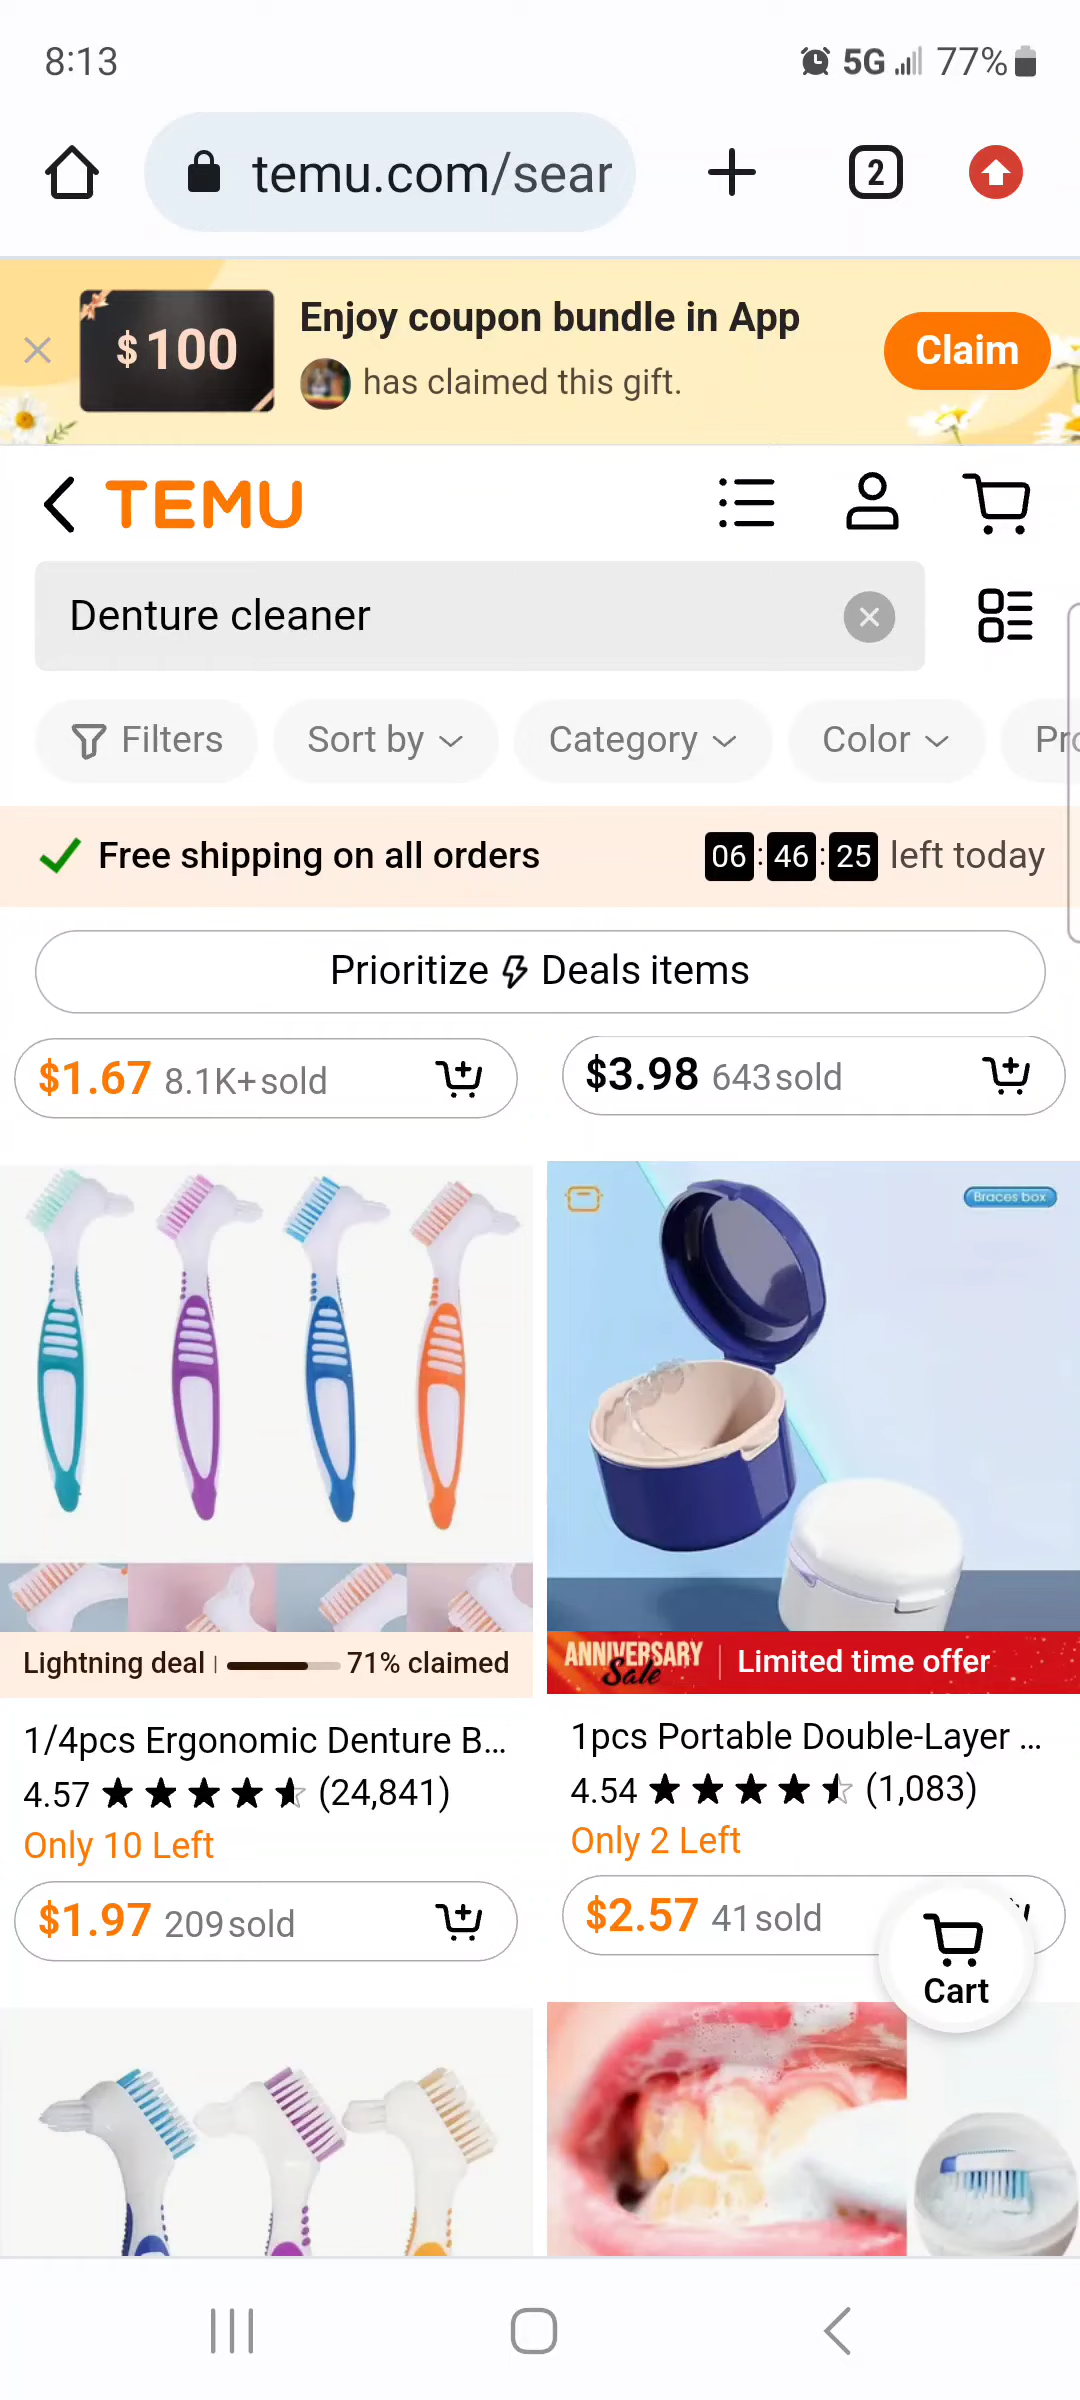 8:13
5G 77%
temu.com/sear
2
$100
Enjoy coupon bundle in App
has claimed this gift.
Claim
TEMU
Denture cleaner
Filters
Sort by
Category
Color
Pro
Free shipping on all orders
06:46:25 left today
Prioritize Deals items
$1.67 8.1K+sold
$3.98 643sold
Braces box
Lightning deal | 71% claimed
ANNIVERSARY Sale | Limited time offer
1/4pcs Ergonomic Denture B...
4.57 (24,841)
Only 10 Left
$1.97 209sold
1pcs Portable Double-Layer ...
4.54 (1,083)
Only 2 Left
$2.57 41sold
Cart